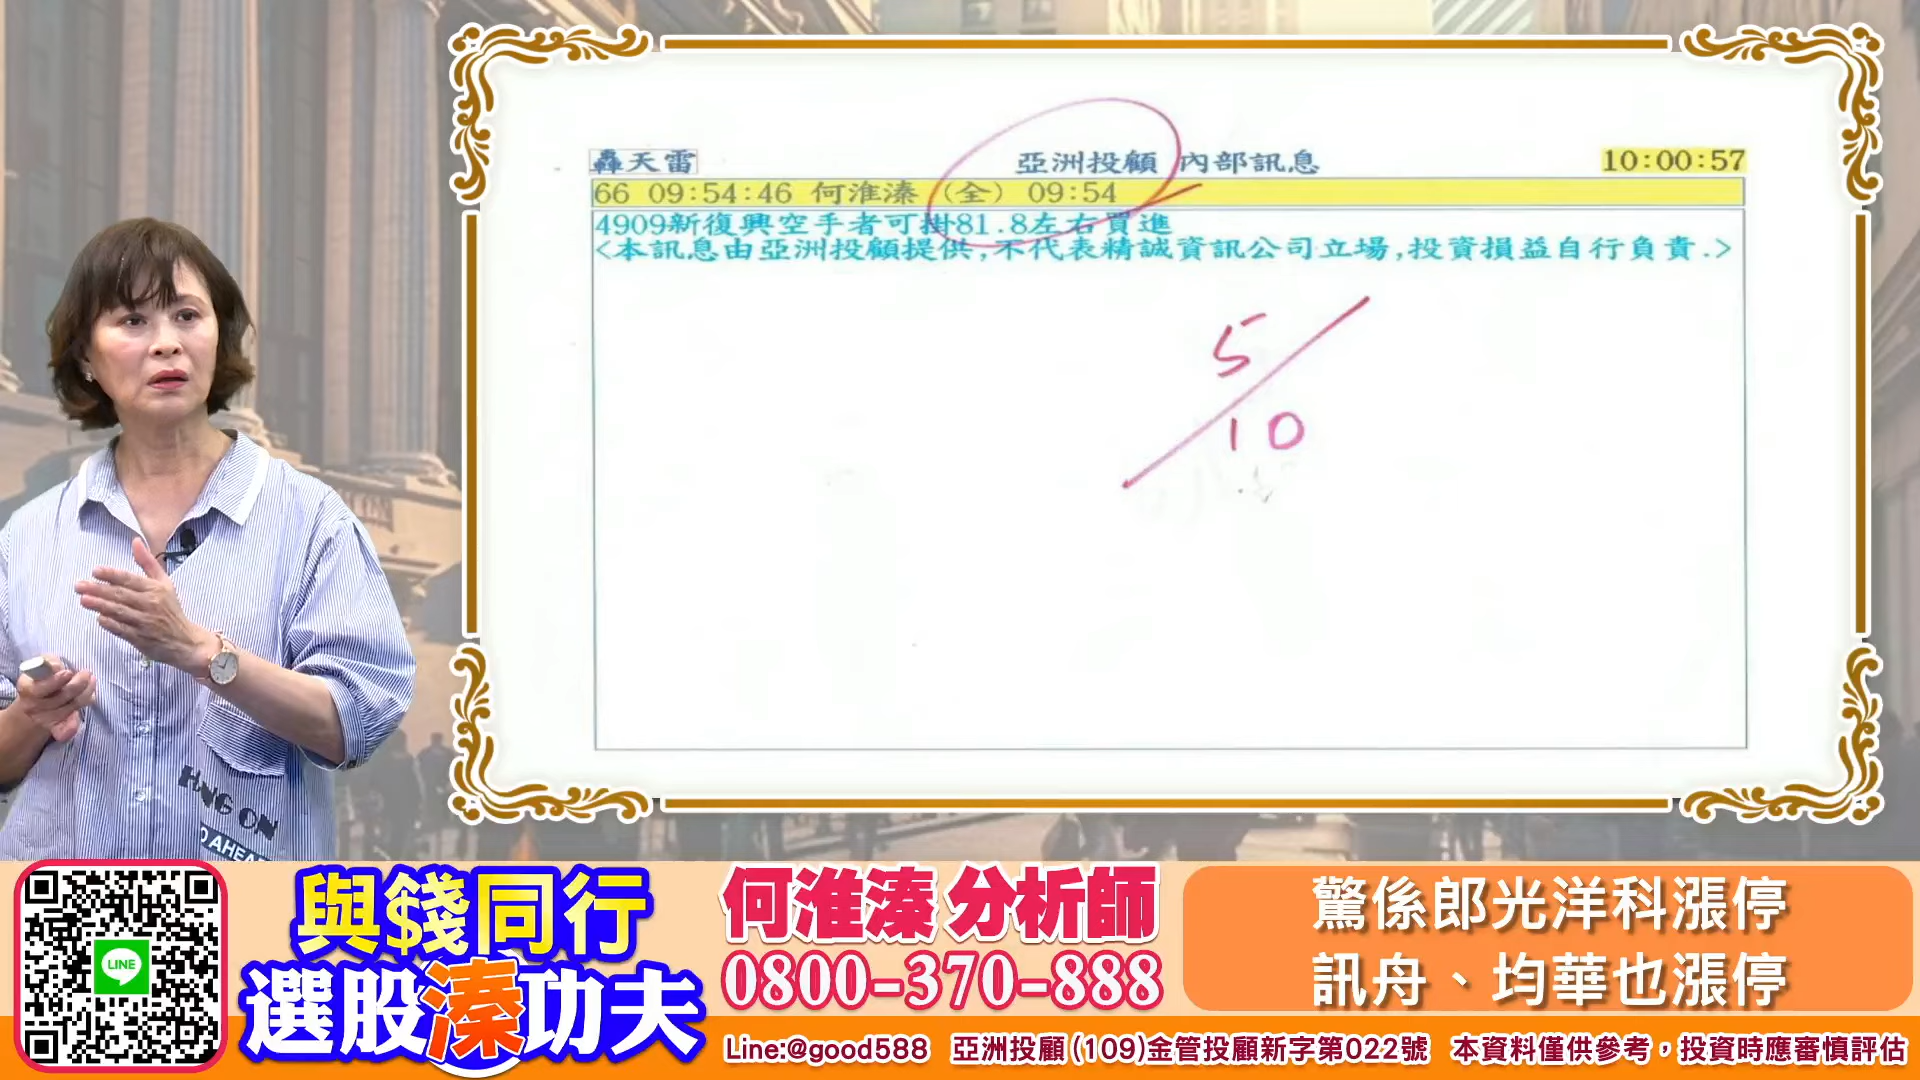 轟天雷 亞洲投顧 內部訊息 10:00:57
66 09:54:46 何淮溱 (全) 09:54
4909新復興空手者可掛81.8左右買進
<本訊息由亞洲投顧提供,不代表精誠資訊公司立場,投資損益自行負責.>
5/10
HNG ON
O AHEA
LINE
與$錢同行
選股溱功夫
何淮溱 分析師
0800-370-888
驚係郎光洋科漲停
訊舟、均華也漲停
Line:@good588 亞洲投顧(109)金管投顧新字第022號 本資料僅供參考，投資時應審慎評估